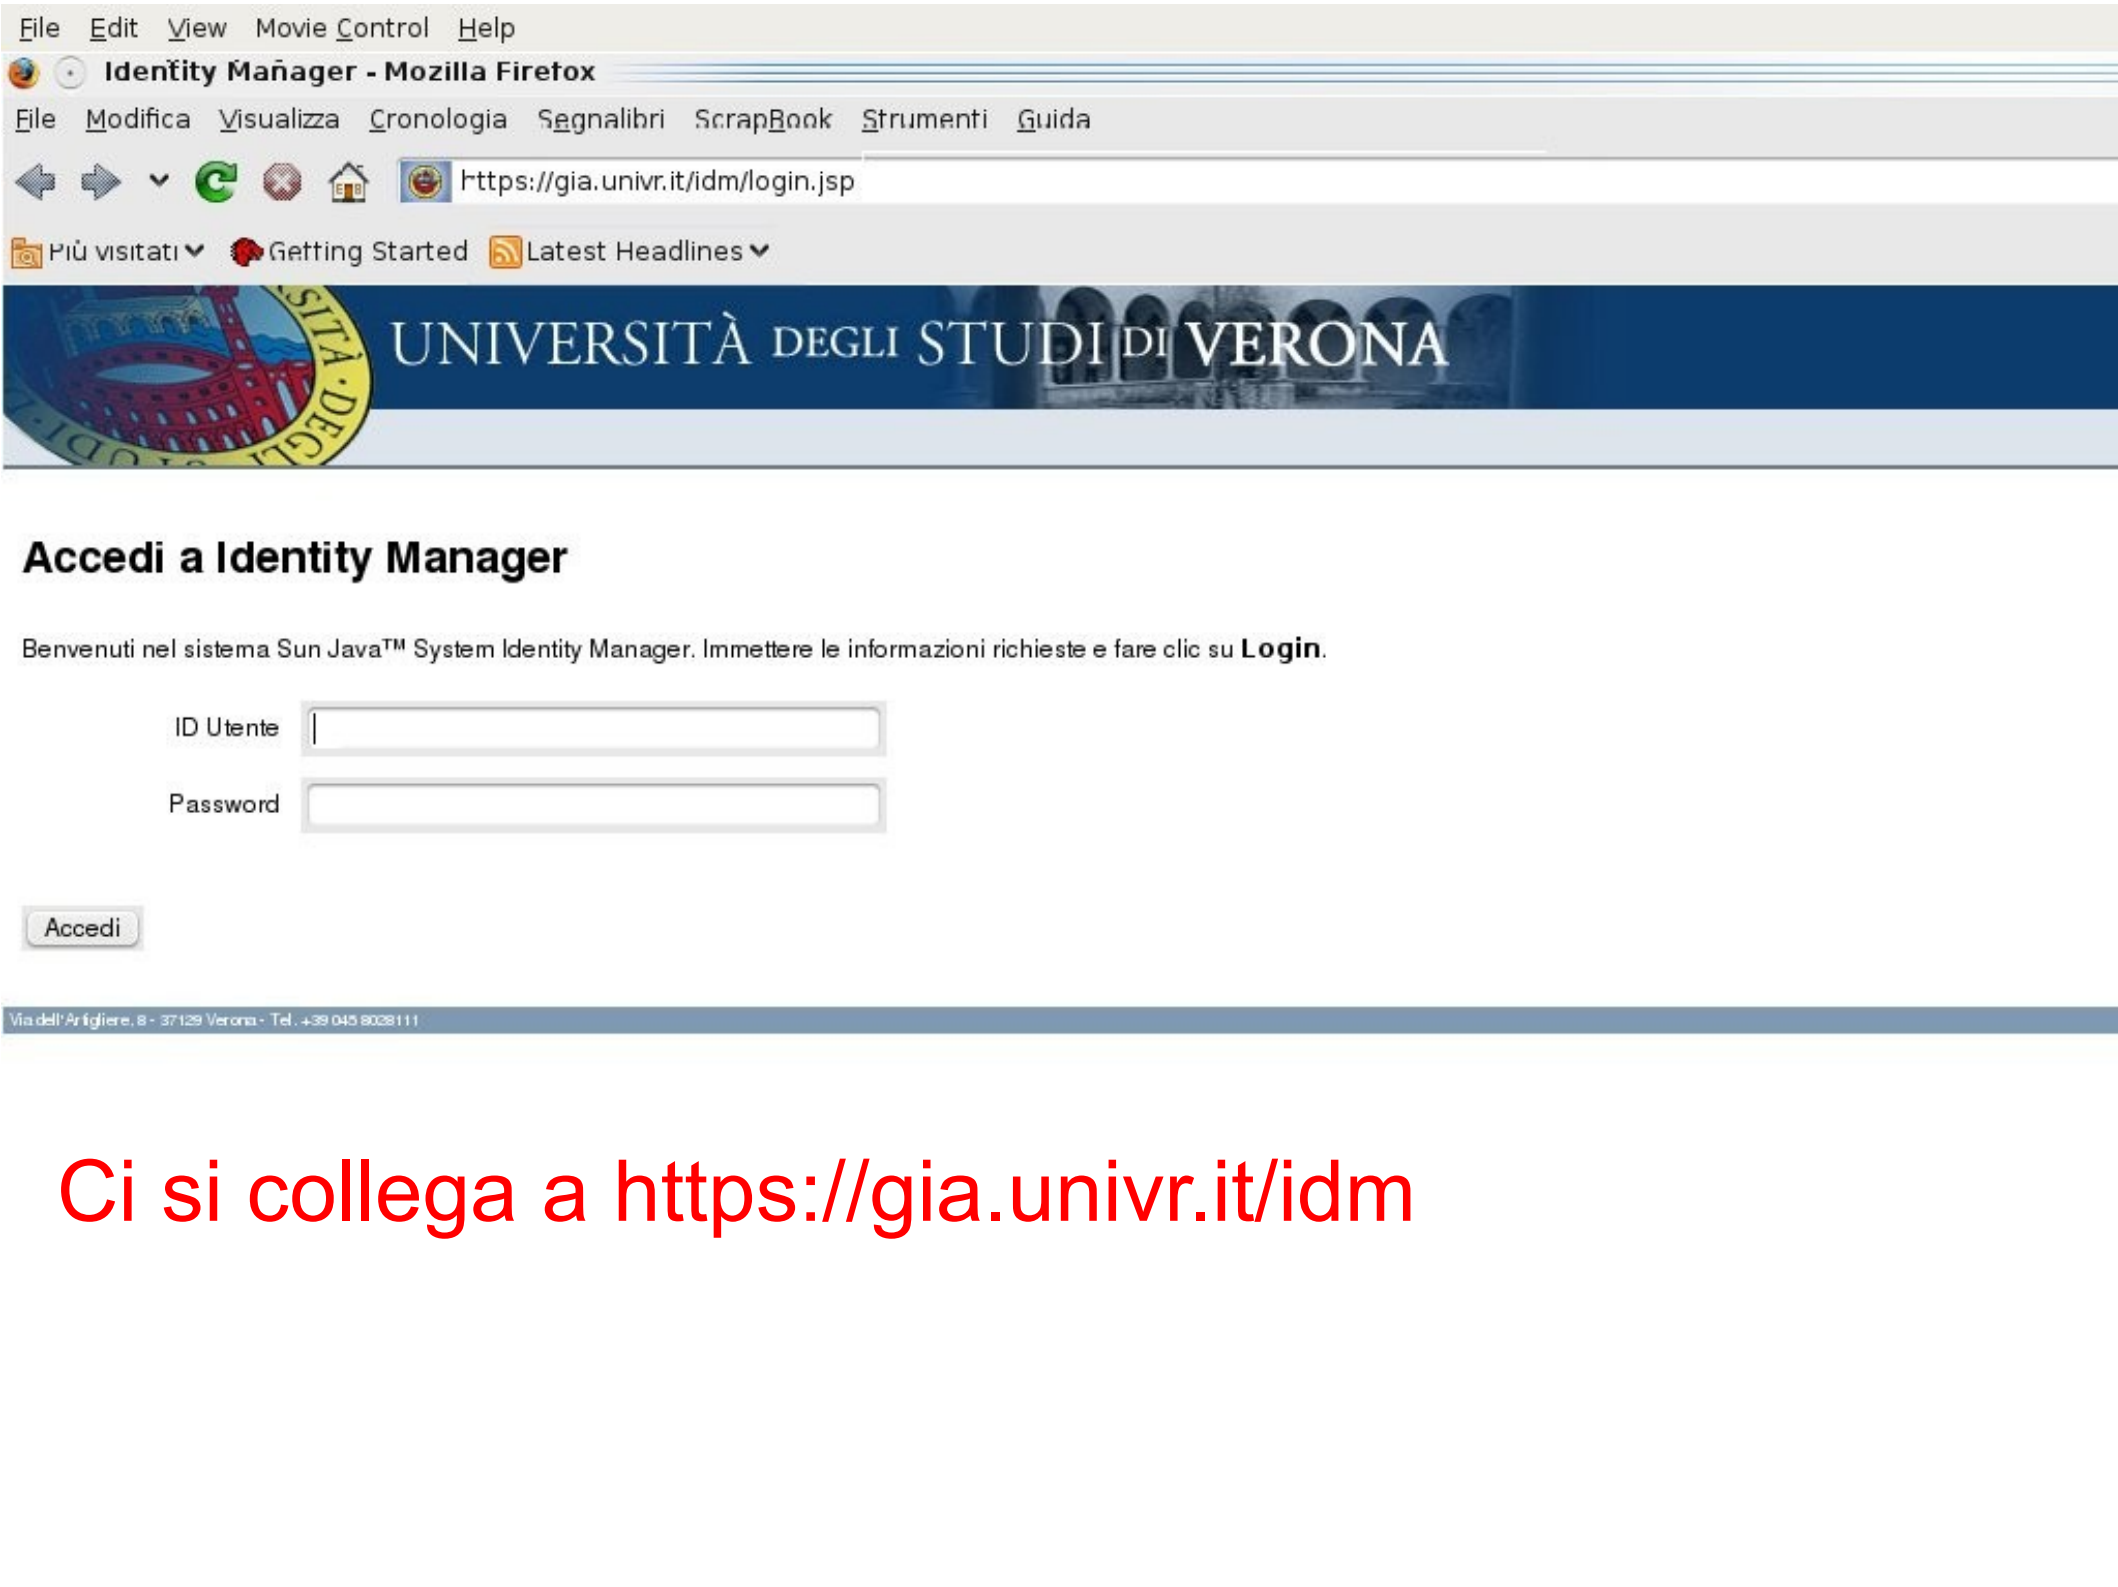 File Edit View Movie Control Help
Identity Manager - Mozilla Firefox
File Modifica Visualizza Cronologia Segnalibri ScrapBook Strumenti Guida
https://gia.univr.it/idm/login.jsp
Più visitati Getting Started Latest Headlines
SITÀ · DEGLI STUDI
UNIVERSITÀ DEGLI STUDI DI VERONA
Accedi a Identity Manager
Benvenuti nel sistema Sun Java™ System Identity Manager. Immettere le informazioni richieste e fare clic su Login.
ID Utente
Password
Accedi
Via dell'Artigliere, 8 - 37129 Verona - Tel. +39 045 8028111
Ci si collega a https://gia.univr.it/idm